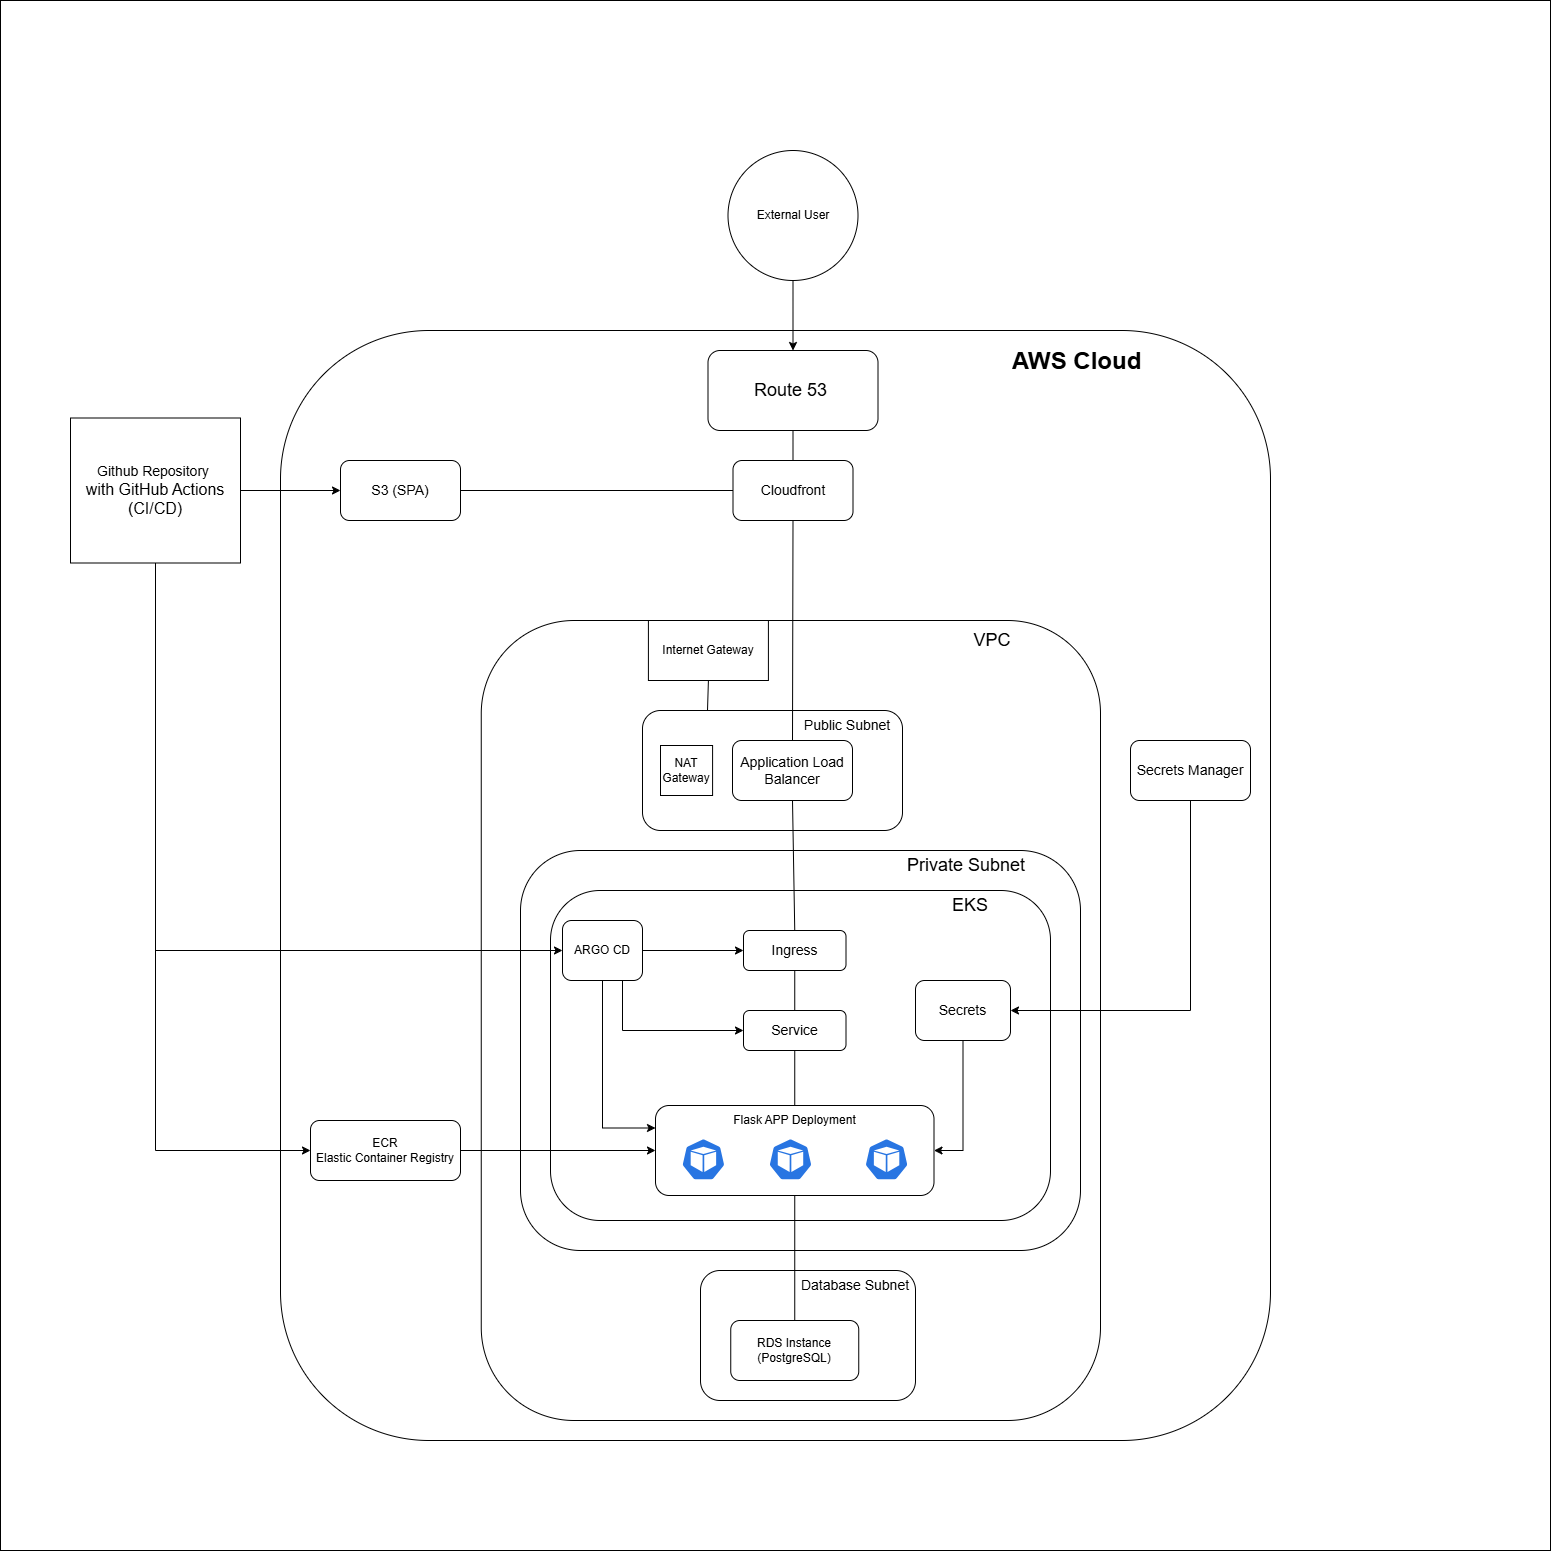 External User
AWS Cloud
Route 53
Github Repository
with GitHub Actions
(CI/CD)
S3 (SPA)
Cloudfront
VPC
Internet Gateway
Public Subnet
NAT
Gateway
Application Load
Balancer
Secrets Manager
Private Subnet
EKS
ARGO CD
Ingress
Secrets
Service
Flask APP Deployment
ECR
Elastic Container Registry
Database Subnet
RDS Instance
(PostgreSQL)